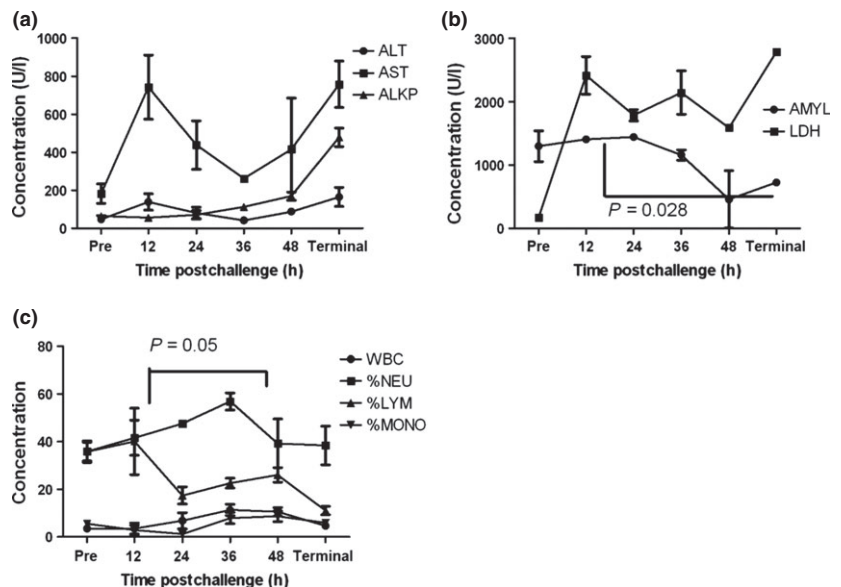 (a)
1000
800
600
400
200
0
Concentration (U/l)
ALT
AST
ALKP
Pre 12 24 36 48 Terminal
Time postchallenge (h)
(b)
3000
2000
1000
0
Concentration (U/l)
AMYL
LDH
P = 0.028
Pre 12 24 36 48 Terminal
Time postchallenge (h)
(c)
80
60
40
20
0
Concentration
P = 0.05
WBC
%NEU
%LYM
%MONO
Pre 12 24 36 48 Terminal
Time postchallenge (h)